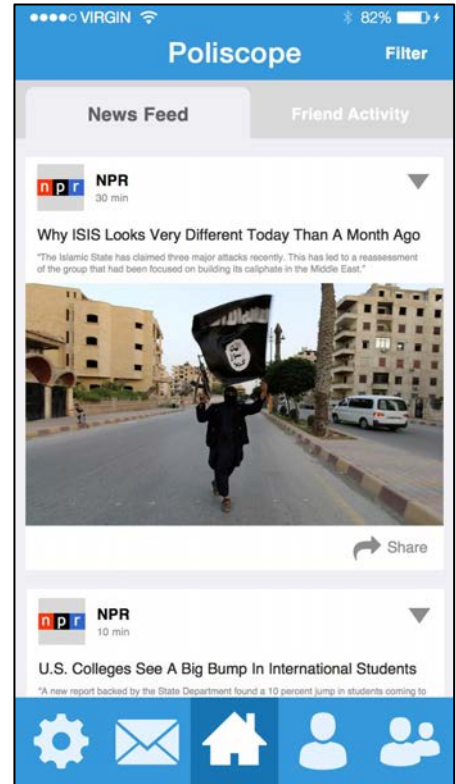 VIRGIN 82%
Poliscope Filter
News Feed Friend Activity
npr NPR
30 min
Why ISIS Looks Very Different Today Than A Month Ago
"The Islamic State has claimed three major attacks recently. This has led to a reassessment
of the group that had been focused on building its caliphate in the Middle East."
Share
npr NPR
10 min
U.S. Colleges See A Big Bump In International Students
"A new report backed by the State Department found a 10 percent jump in students coming to